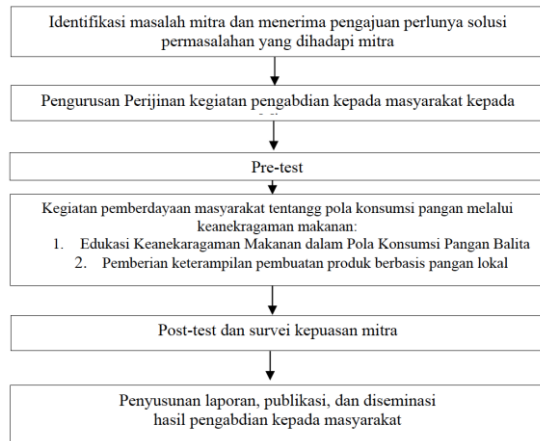 Identifikasi masalah mitra dan menerima pengajuan perlunya solusi
permasalahan yang dihadapi mitra
Pengurusan Perijinan kegiatan pengabdian kepada masyarakat kepada
Pre-test
Kegiatan pemberdayaan masyarakat tentangg pola konsumsi pangan melalui
keanekragaman makanan:
1. Edukasi Keanekaragaman Makanan dalam Pola Konsumsi Pangan Balita
2. Pemberian keterampilan pembuatan produk berbasis pangan lokal
Post-test dan survei kepuasan mitra
Penyusunan laporan, publikasi, dan diseminasi
hasil pengabdian kepada masyarakat